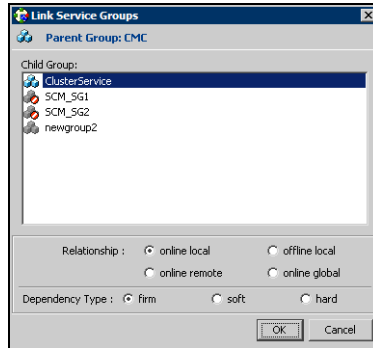 Link Service Groups
Parent Group: CMC
Child Group:
ClusterService
SCM_SG1
SCM_SG2
newgroup2
Relationship : online local offline local
online remote online global
Dependency Type : firm soft hard
OK Cancel